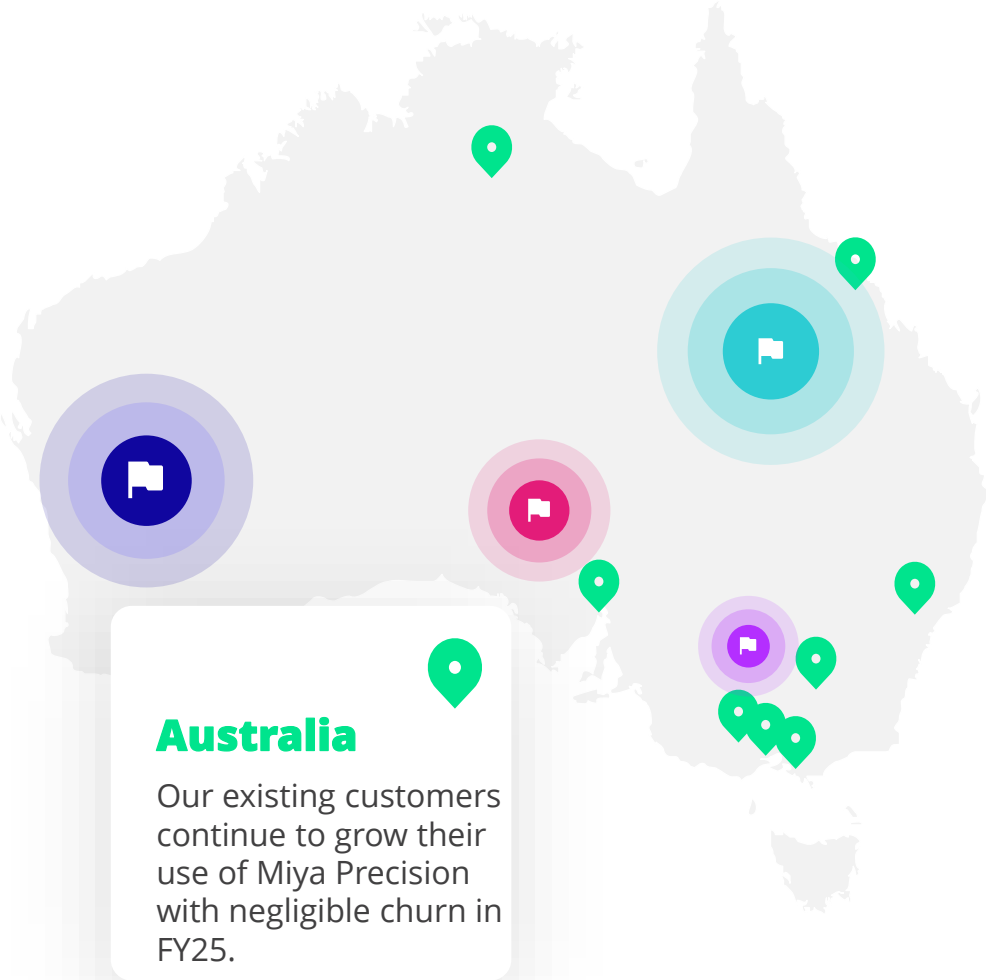 Australia
Our existing customers
continue to grow their
use of Miya Precision
with negligible churn in
FY25.